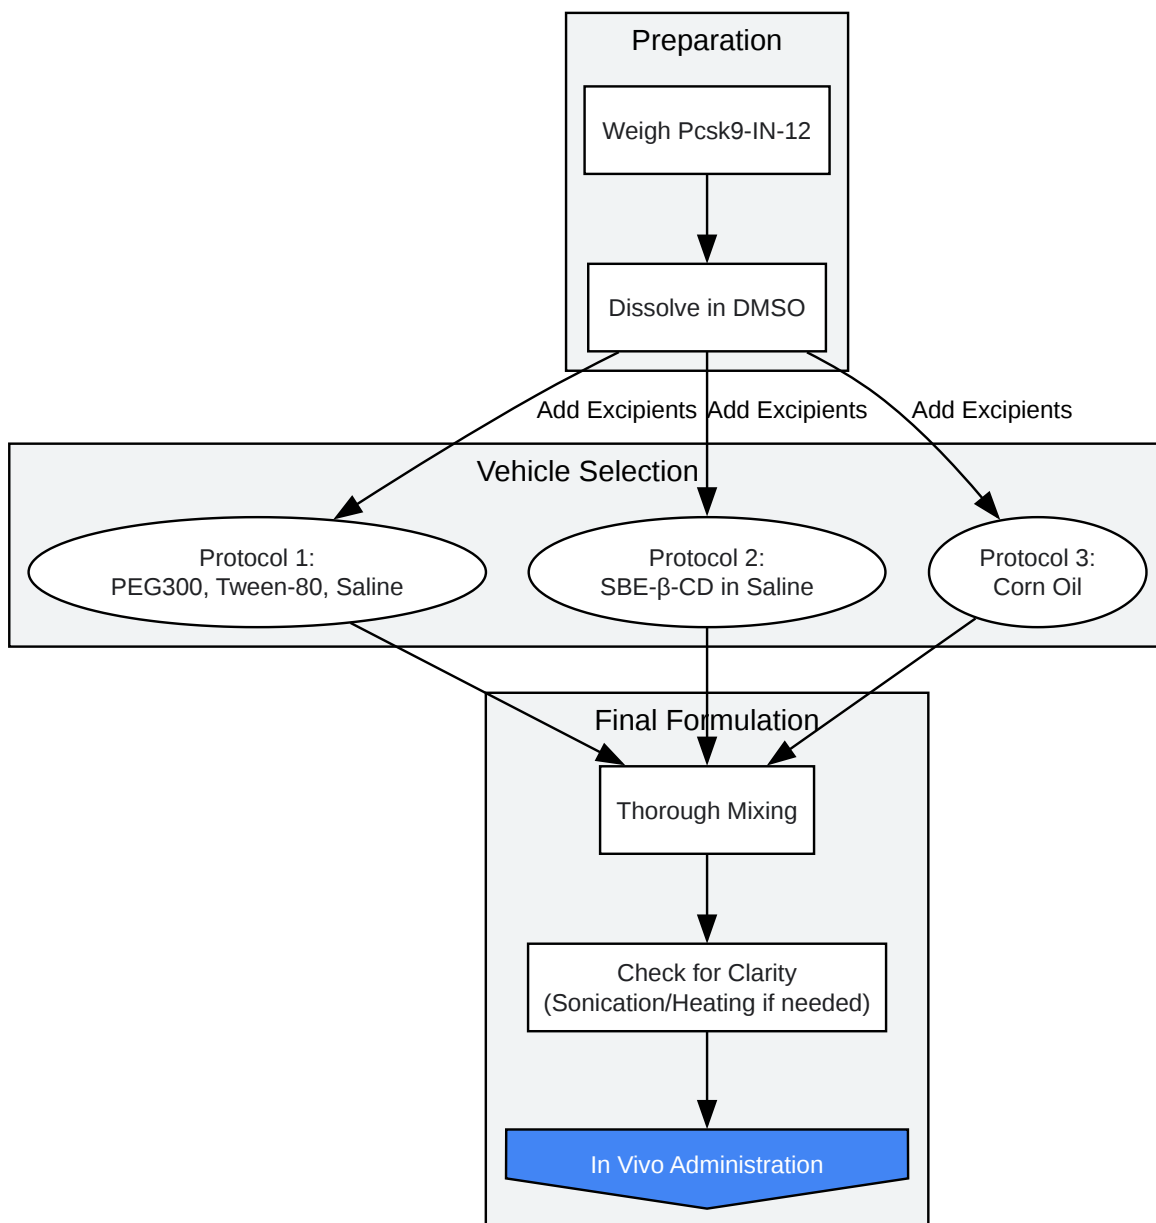 Preparation
Weigh Pcsk9-IN-12
Dissolve in DMSO
Add Excipients
Add Excipients
Add Excipients
Vehicle Selection
Protocol 1:
PEG300, Tween-80, Saline
Protocol 2:
SBE-β-CD in Saline
Protocol 3:
Corn Oil
Final Formulation
Thorough Mixing
Check for Clarity
(Sonication/Heating if needed)
In Vivo Administration